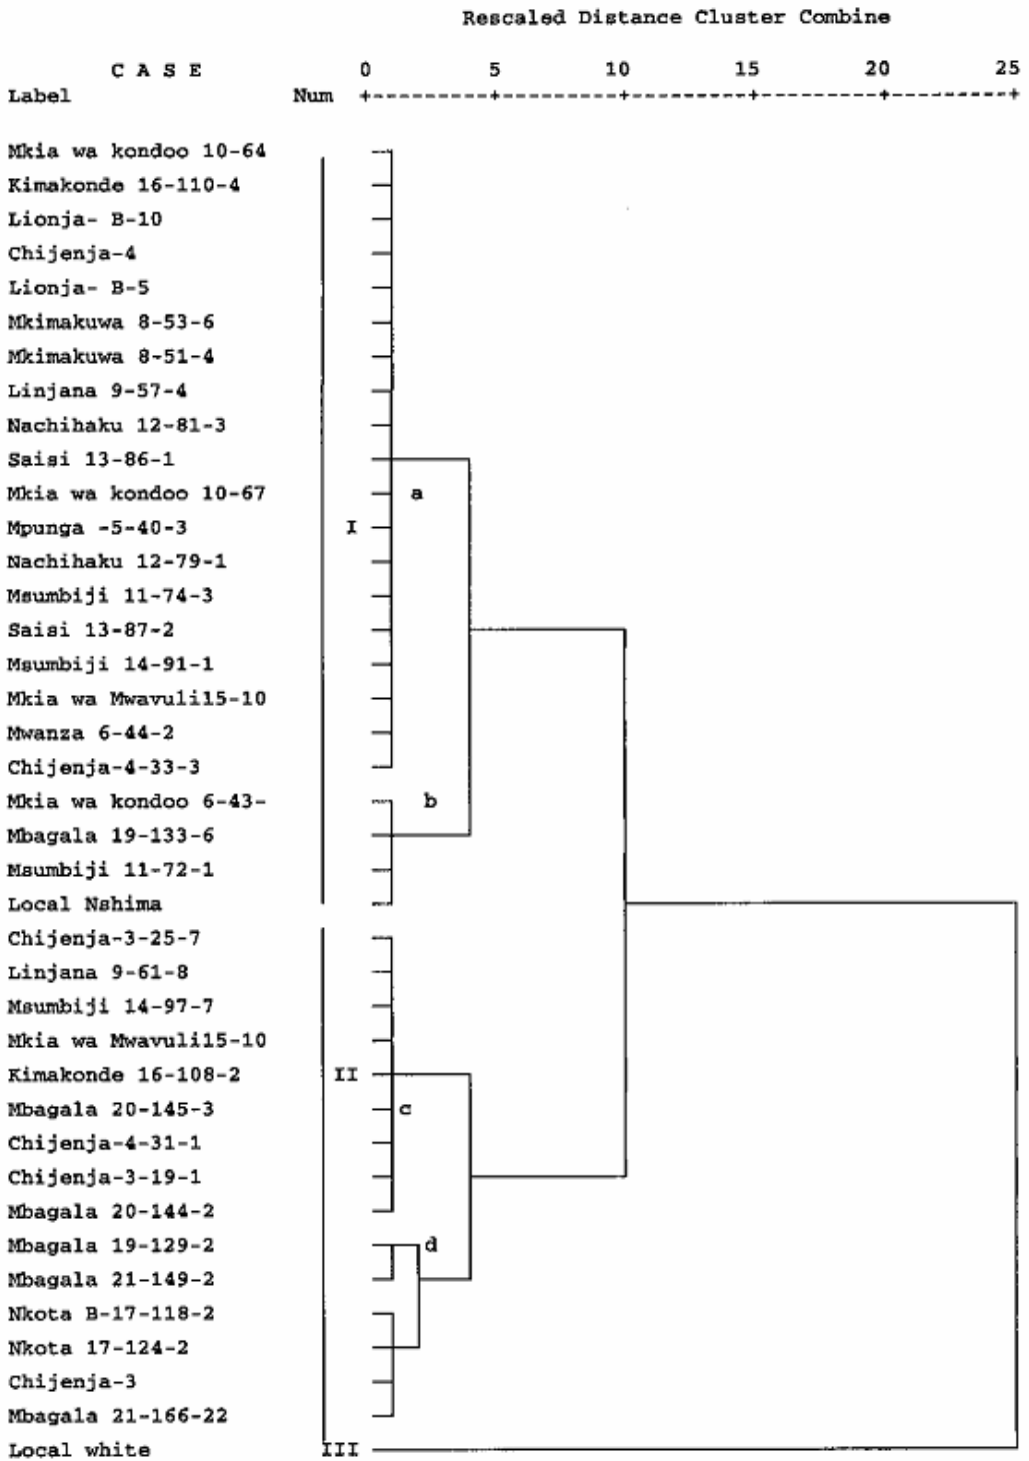 Rescaled Distance Cluster Combine
C A S E 0 5 10 15 20 25
Label Num +---------+---------+---------+---------+---------+
Mkia wa kondoo 10-64
Kimakonde 16-110-4
Lionja- B-10
Chijenja-4
Lionja- B-5
Mkimakuwa 8-53-6
Mkimakuwa 8-51-4
Linjana 9-57-4
Nachihaku 12-81-3
Saisi 13-86-1
Mkia wa kondoo 10-67 a
Mpunga -5-40-3 I
Nachihaku 12-79-1
Msumbiji 11-74-3
Saisi 13-87-2
Msumbiji 14-91-1
Mkia wa Mwavuli15-10
Mwanza 6-44-2
Chijenja-4-33-3
Mkia wa kondoo 6-43- b
Mbagala 19-133-6
Msumbiji 11-72-1
Local Nshima
Chijenja-3-25-7
Linjana 9-61-8
Msumbiji 14-97-7
Mkia wa Mwavuli15-10
Kimakonde 16-108-2 II
Mbagala 20-145-3 c
Chijenja-4-31-1
Chijenja-3-19-1
Mbagala 20-144-2
Mbagala 19-129-2 d
Mbagala 21-149-2
Nkota B-17-118-2
Nkota 17-124-2
Chijenja-3
Mbagala 21-166-22
Local white III